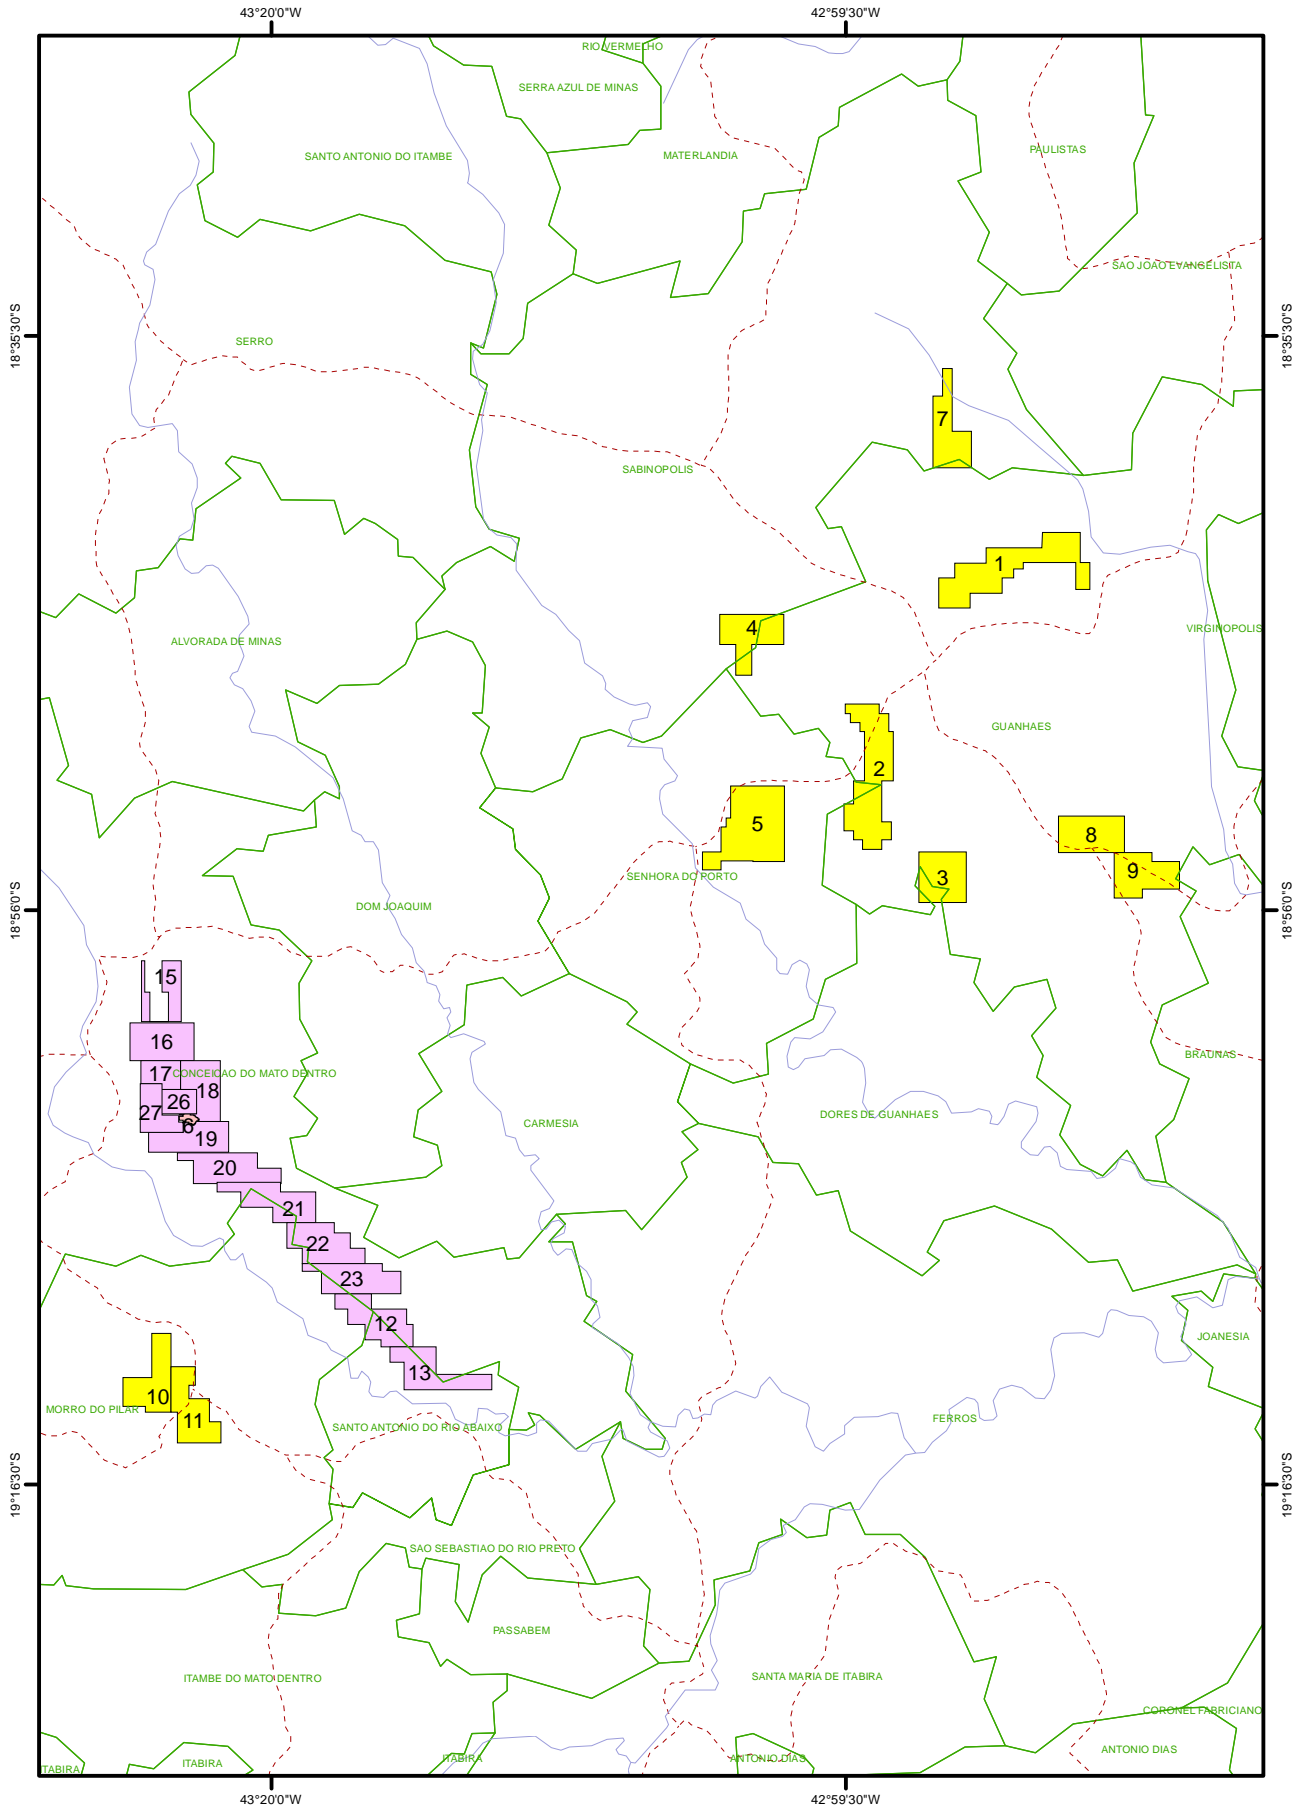 43°20'0"W
42°59'30"W
RIO VERMELHO
SERRA AZUL DE MINAS
SANTO ANTONIO DO ITAMBE
MATERLANDIA
PAULISTAS
SAO JOAO EVANGELISTA
18°35'30"S
18°35'30"S
SERRO
7
SABINOPOLIS
1
4
VIRGINOPOLIS
ALVORADA DE MINAS
GUANHAES
2
5
8
9
3
SENHORA DO PORTO
DOM JOAQUIM
18°56'0"S
18°56'0"S
15
16
17
CONCEICAO DO MATO DENTRO
18
26
27
6
19
BRAUNAS
DORES DE GUANHAES
CARMESIA
20
21
22
23
12
13
JOANESIA
10
11
MORRO DO PILAR
SANTO ANTONIO DO RIO ABAIXO
FERROS
19°16'30"S
19°16'30"S
SAO SEBASTIAO DO RIO PRETO
PASSABEM
ITAMBE DO MATO DENTRO
SANTA MARIA DE ITABIRA
CORONEL FABRICIANO
ANTONIO DIAS
ITABIRA
ITABIRA
ANTONIO DIAS
TABIRA
43°20'0"W
42°59'30"W